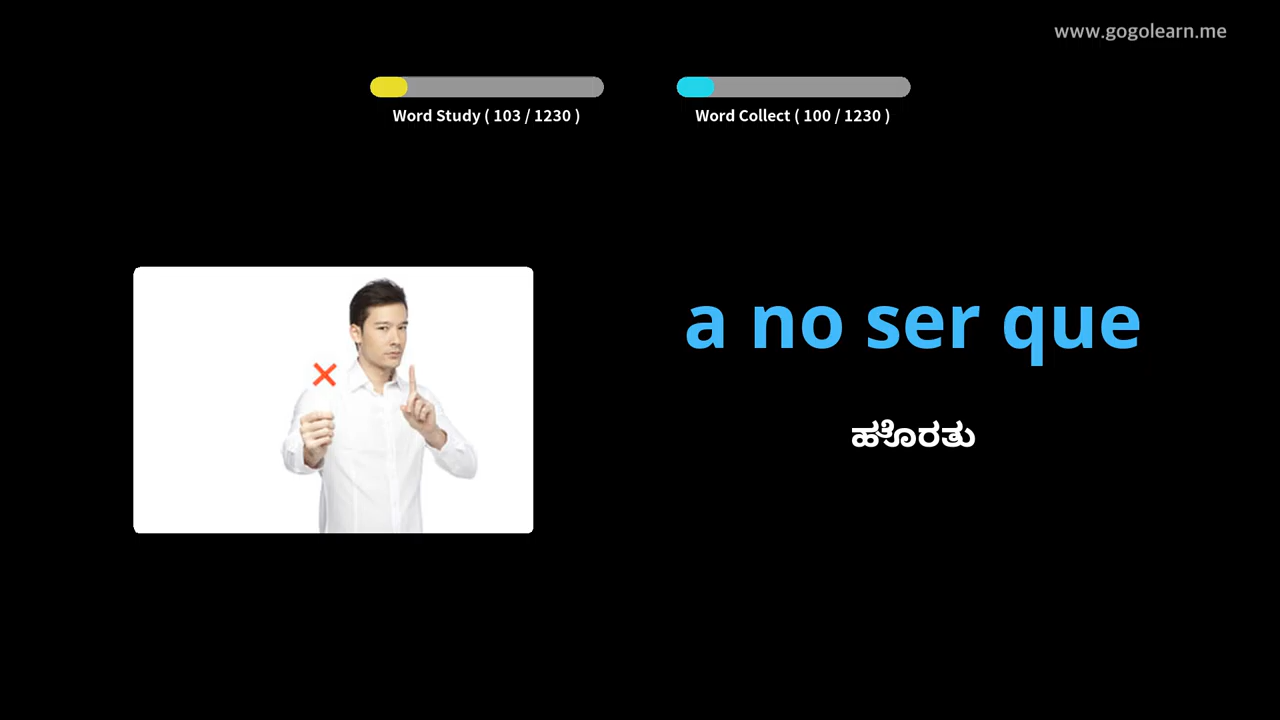 www.gogolearn.me
Word Study ( 103 / 1230 )
Word Collect ( 100 / 1230 )
a no ser que
ಹೊರತು